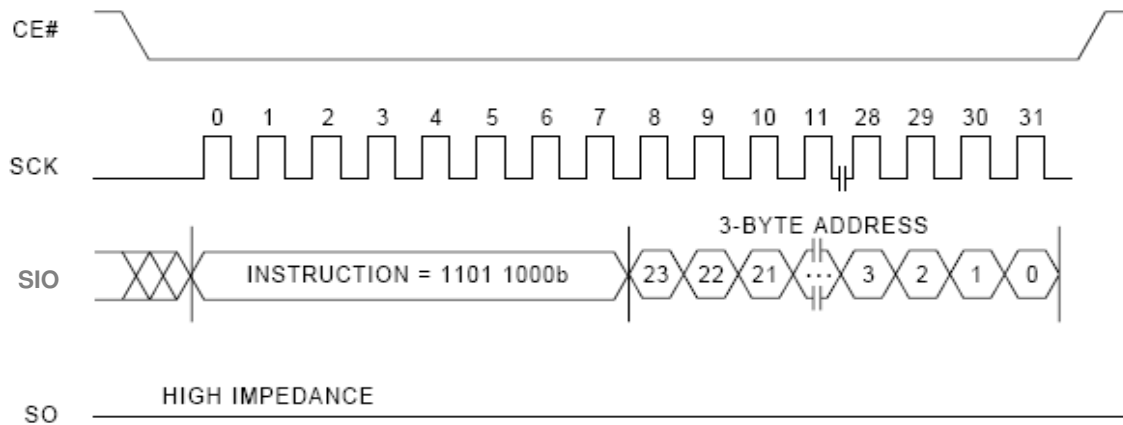 CE#
0 1 2 3 4 5 6 7 8 9 10 11 28 29 30 31
SCK
3-BYTE ADDRESS
SIO INSTRUCTION = 1101 1000b 23 22 21 ... 3 2 1 0
HIGH IMPEDANCE
SO